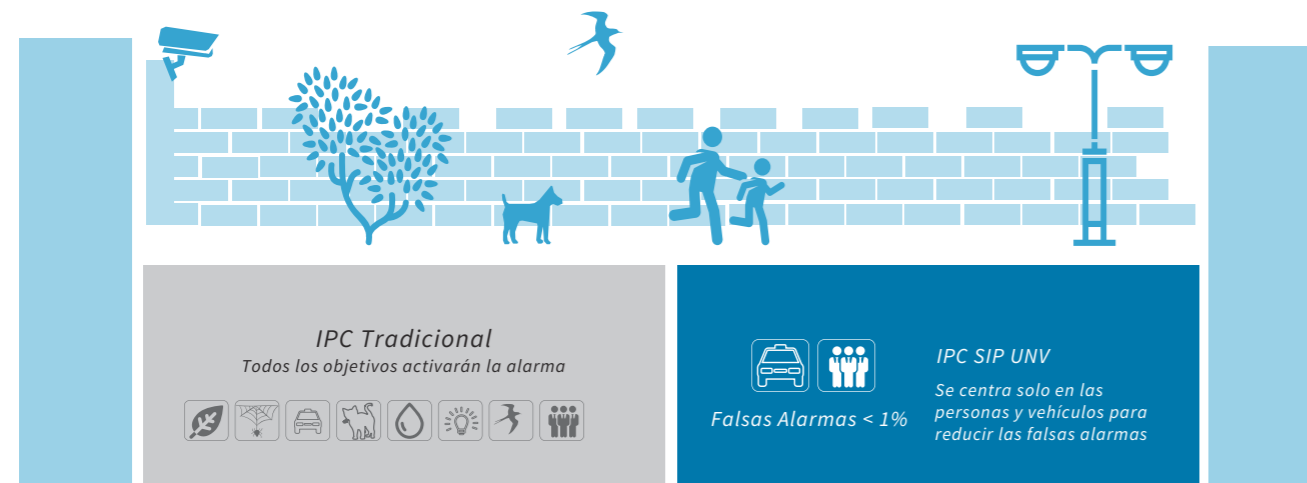 IPC Tradicional
Todos los objetivos activarán la alarma
Falsas Alarmas < 1%
IPC SIP UNV
Se centra solo en las
personas y vehículos para
reducir las falsas alarmas